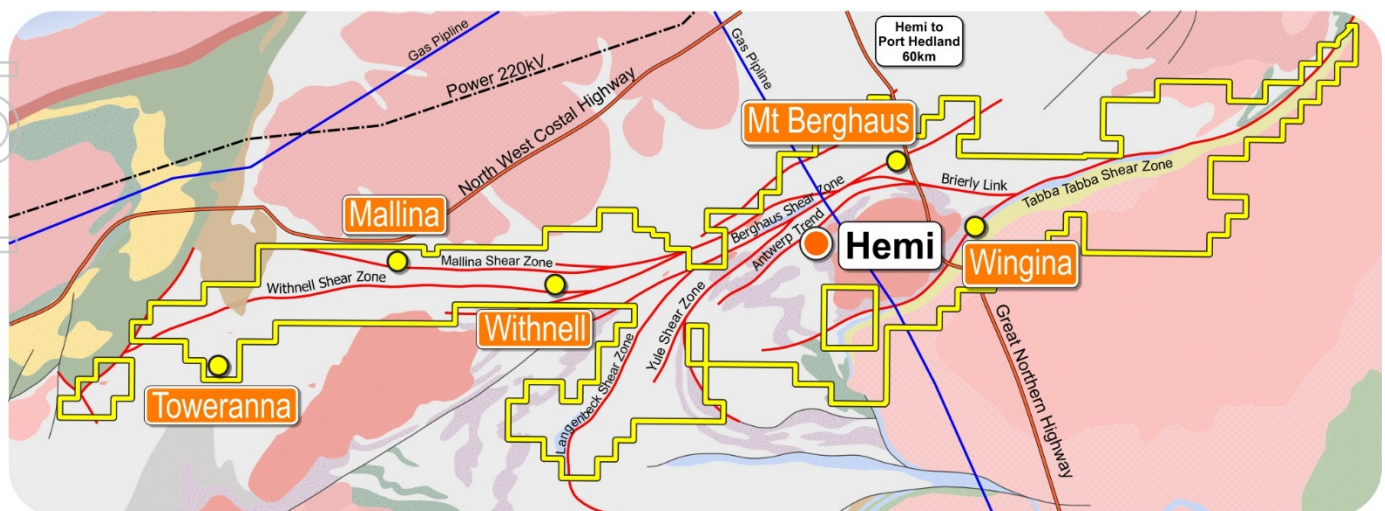 Hemi to
Port Hedland
60km
Gas Pipline
Power 220kV
North West Costal Highway
Gas Pipline
Mt Berghaus
Brierly Link
Tabba Tabba Shear Zone
Mallina
Berghaus Shear Zone
Antwerp Trend
Hemi
Wingina
Mallina Shear Zone
Withnell Shear Zone
Withnell
Yule Shear Zone
Langenbeck Shear Zone
Great Northern Highway
Toweranna